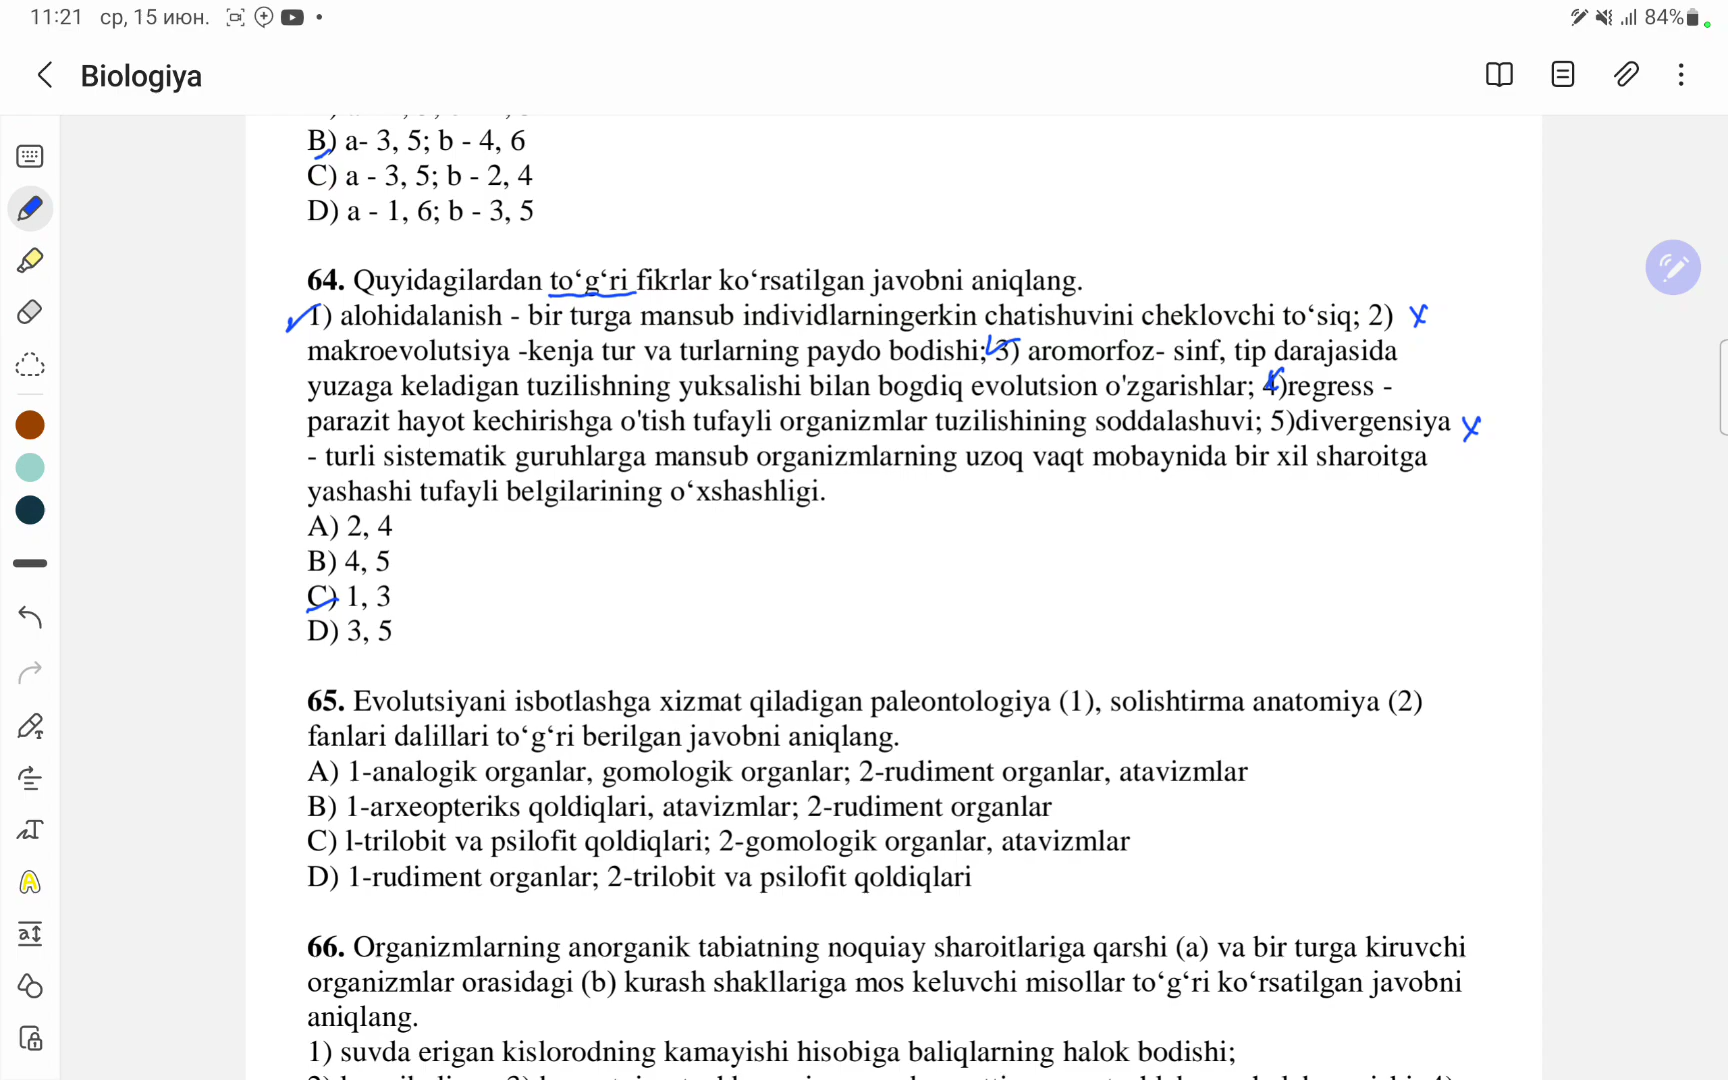 11:21 ср, 15 июн.
84%
Biologiya
B) a- 3, 5; b - 4, 6
C) a - 3, 5; b - 2, 4
D) a - 1, 6; b - 3, 5
64. Quyidagilardan to‘g‘ri fikrlar ko‘rsatilgan javobni aniqlang.
1) alohidalanish - bir turga mansub individlarningerkin chatishuvini cheklovchi to‘siq; 2) x
makroevolutsiya -kenja tur va turlarning paydo bodishi; 3) aromorfoz- sinf, tip darajasida
yuzaga keladigan tuzilishning yuksalishi bilan bogdiq evolutsion o'zgarishlar; 4)regress -
parazit hayot kechirishga o'tish tufayli organizmlar tuzilishining soddalashuvi; 5)divergensiya x
- turli sistematik guruhlarga mansub organizmlarning uzoq vaqt mobaynida bir xil sharoitga
yashashi tufayli belgilarining o‘xshashligi.
A) 2, 4
B) 4, 5
C) 1, 3
D) 3, 5
65. Evolutsiyani isbotlashga xizmat qiladigan paleontologiya (1), solishtirma anatomiya (2)
fanlari dalillari to‘g‘ri berilgan javobni aniqlang.
A) 1-analogik organlar, gomologik organlar; 2-rudiment organlar, atavizmlar
B) 1-arxeopteriks qoldiqlari, atavizmlar; 2-rudiment organlar
C) l-trilobit va psilofit qoldiqlari; 2-gomologik organlar, atavizmlar
D) 1-rudiment organlar; 2-trilobit va psilofit qoldiqlari
66. Organizmlarning anorganik tabiatning noquiay sharoitlariga qarshi (a) va bir turga kiruvchi
organizmlar orasidagi (b) kurash shakllariga mos keluvchi misollar to‘g‘ri ko‘rsatilgan javobni
aniqlang.
1) suvda erigan kislorodning kamayishi hisobiga baliqlarning halok bodishi;